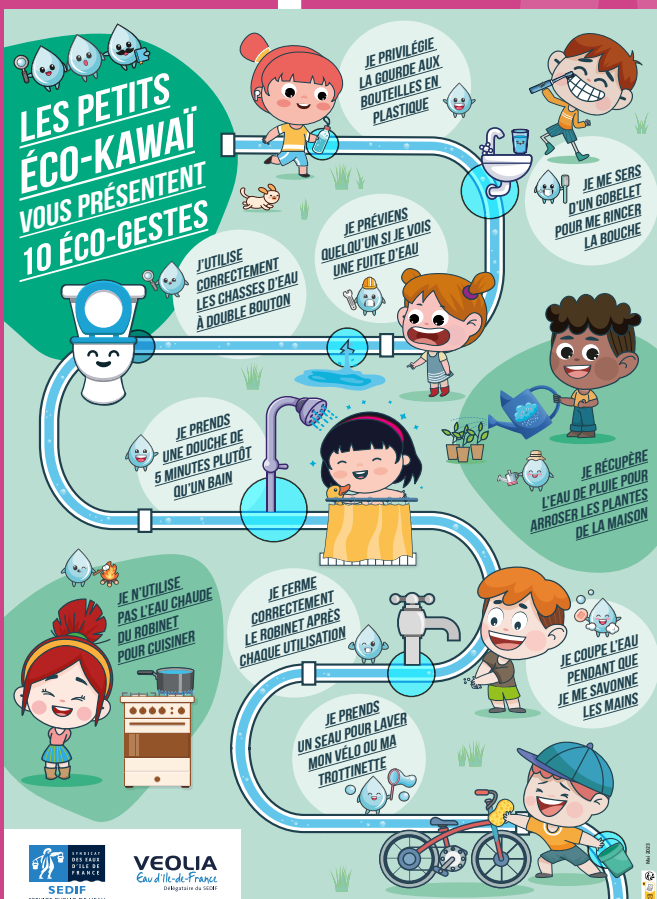 LES PETITS
ÉCO-KAWAÏ
VOUS PRÉSENTENT
10 ÉCO-GESTES
JE PRIVILÉGIE
LA GOURDE AUX
BOUTEILLES EN
PLASTIQUE
JE ME SERS
D'UN GOBELET
POUR ME RINCER
LA BOUCHE
JE PRÉVIENS
QUELQU'UN SI JE VOIS
UNE FUITE D'EAU
J'UTILISE
CORRECTEMENT
LES CHASSES D'EAU
À DOUBLE BOUTON
JE PRENDS
UNE DOUCHE DE
5 MINUTES PLUTÔT
QU'UN BAIN
JE RÉCUPÈRE
L'EAU DE PLUIE POUR
ARROSER LES PLANTES
DE LA MAISON
JE N'UTILISE
PAS L'EAU CHAUDE
DU ROBINET
POUR CUISINER
JE FERME
CORRECTEMENT
LE ROBINET APRÈS
CHAQUE UTILISATION
JE COUPE L'EAU
PENDANT QUE
JE ME SAVONNE
LES MAINS
JE PRENDS
UN SEAU POUR LAVER
MON VÉLO OU MA
TROTTINETTE
SYNDICAT
DES EAUX
D'ILE DE
FRANCE
SEDIF
VEOLIA
Eau d'Ile-de-France
Délégataire du SEDIF
Mai 2023